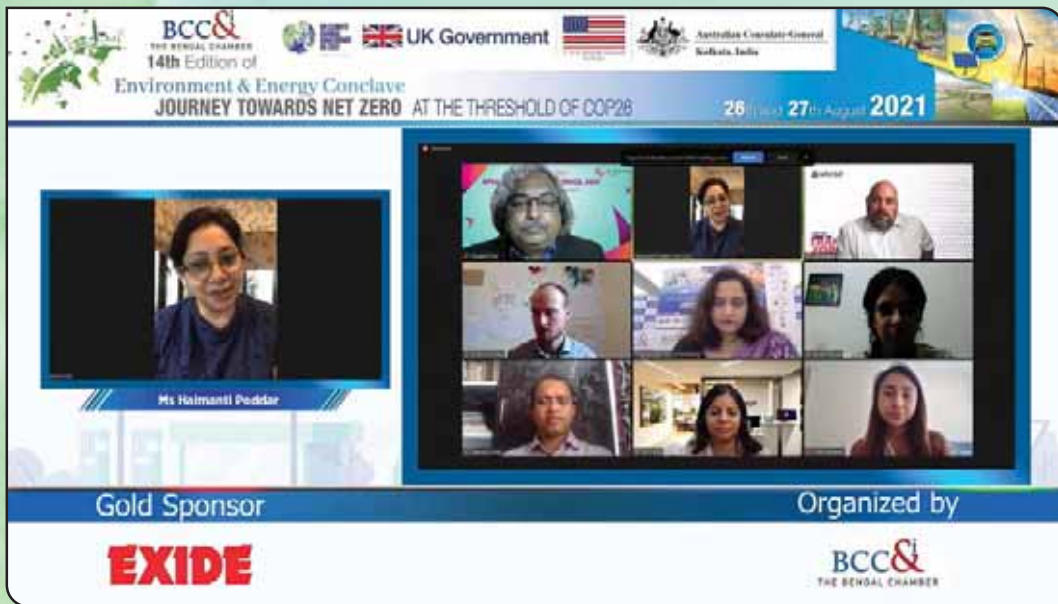 BCC&i
THE BENGAL CHAMBER
14th Edition of
UK Government
Australian Consulate-General
Kolkata, India
Environment & Energy Conclave
JOURNEY TOWARDS NET ZERO AT THE THRESHOLD OF COP26
26th and 27th August 2021
Ms Haimanti Poddar
Gold Sponsor
Organized by
EXIDE
BCC&i
THE BENGAL CHAMBER